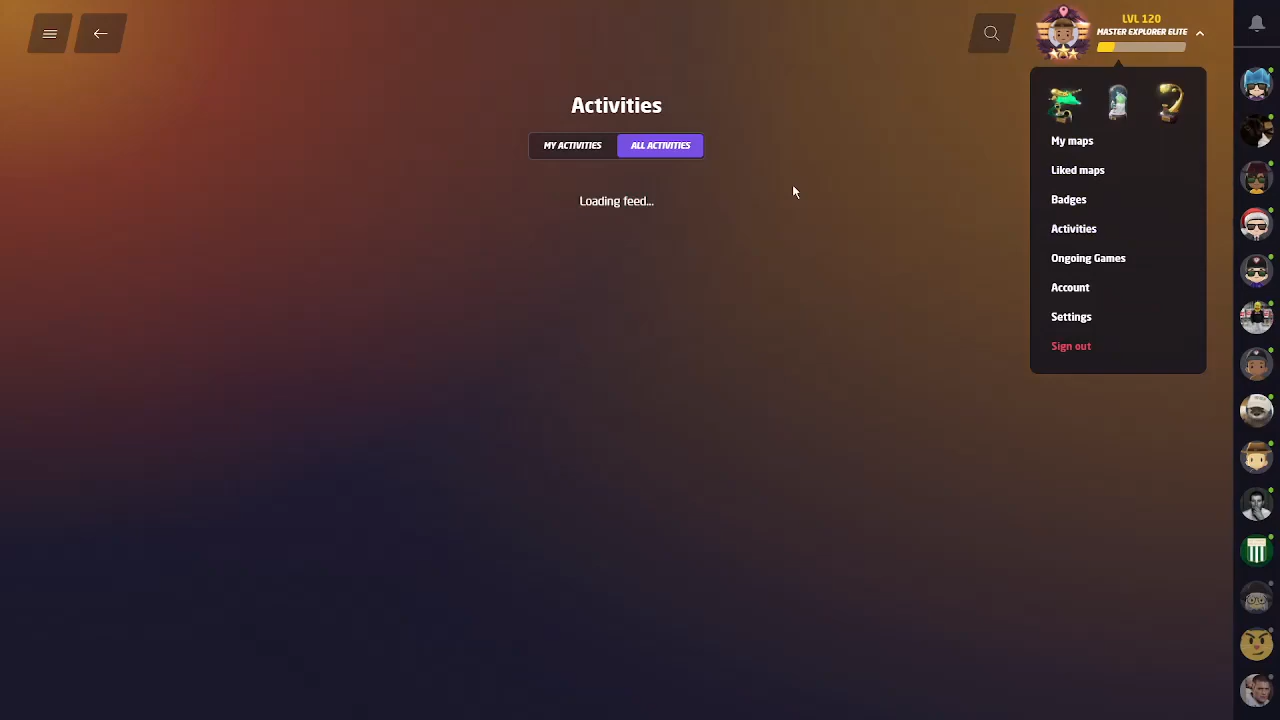 LVL 120
MASTER EXPLORER ELITE
Activities
MY ACTIVITIES
ALL ACTIVITIES
Loading feed...
My maps
Liked maps
Badges
Activities
Ongoing Games
Account
Settings
Sign out